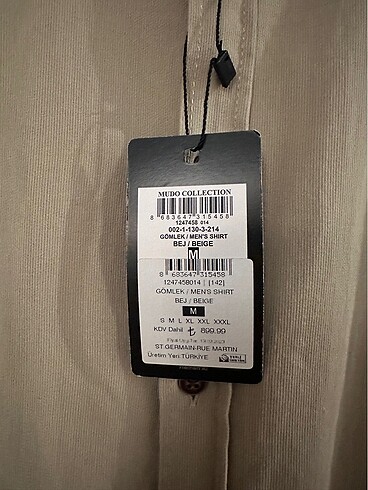 MUDO COLLECTION
8 683647 315458
1247458 014
002-1-130-3-214
GÖMLEK / MEN'S SHIRT
BEJ / BEIGE
M
8 683647 315458
1247458014 | [142]
GÖMLEK / MEN'S SHIRT
BEJ / BEIGE
M
S M L XL XXL XXXL
KDV Dahil ₺ 899.99
ST GERMAIN-RUE MARTIN
Üretim Yeri:TÜRKİYE